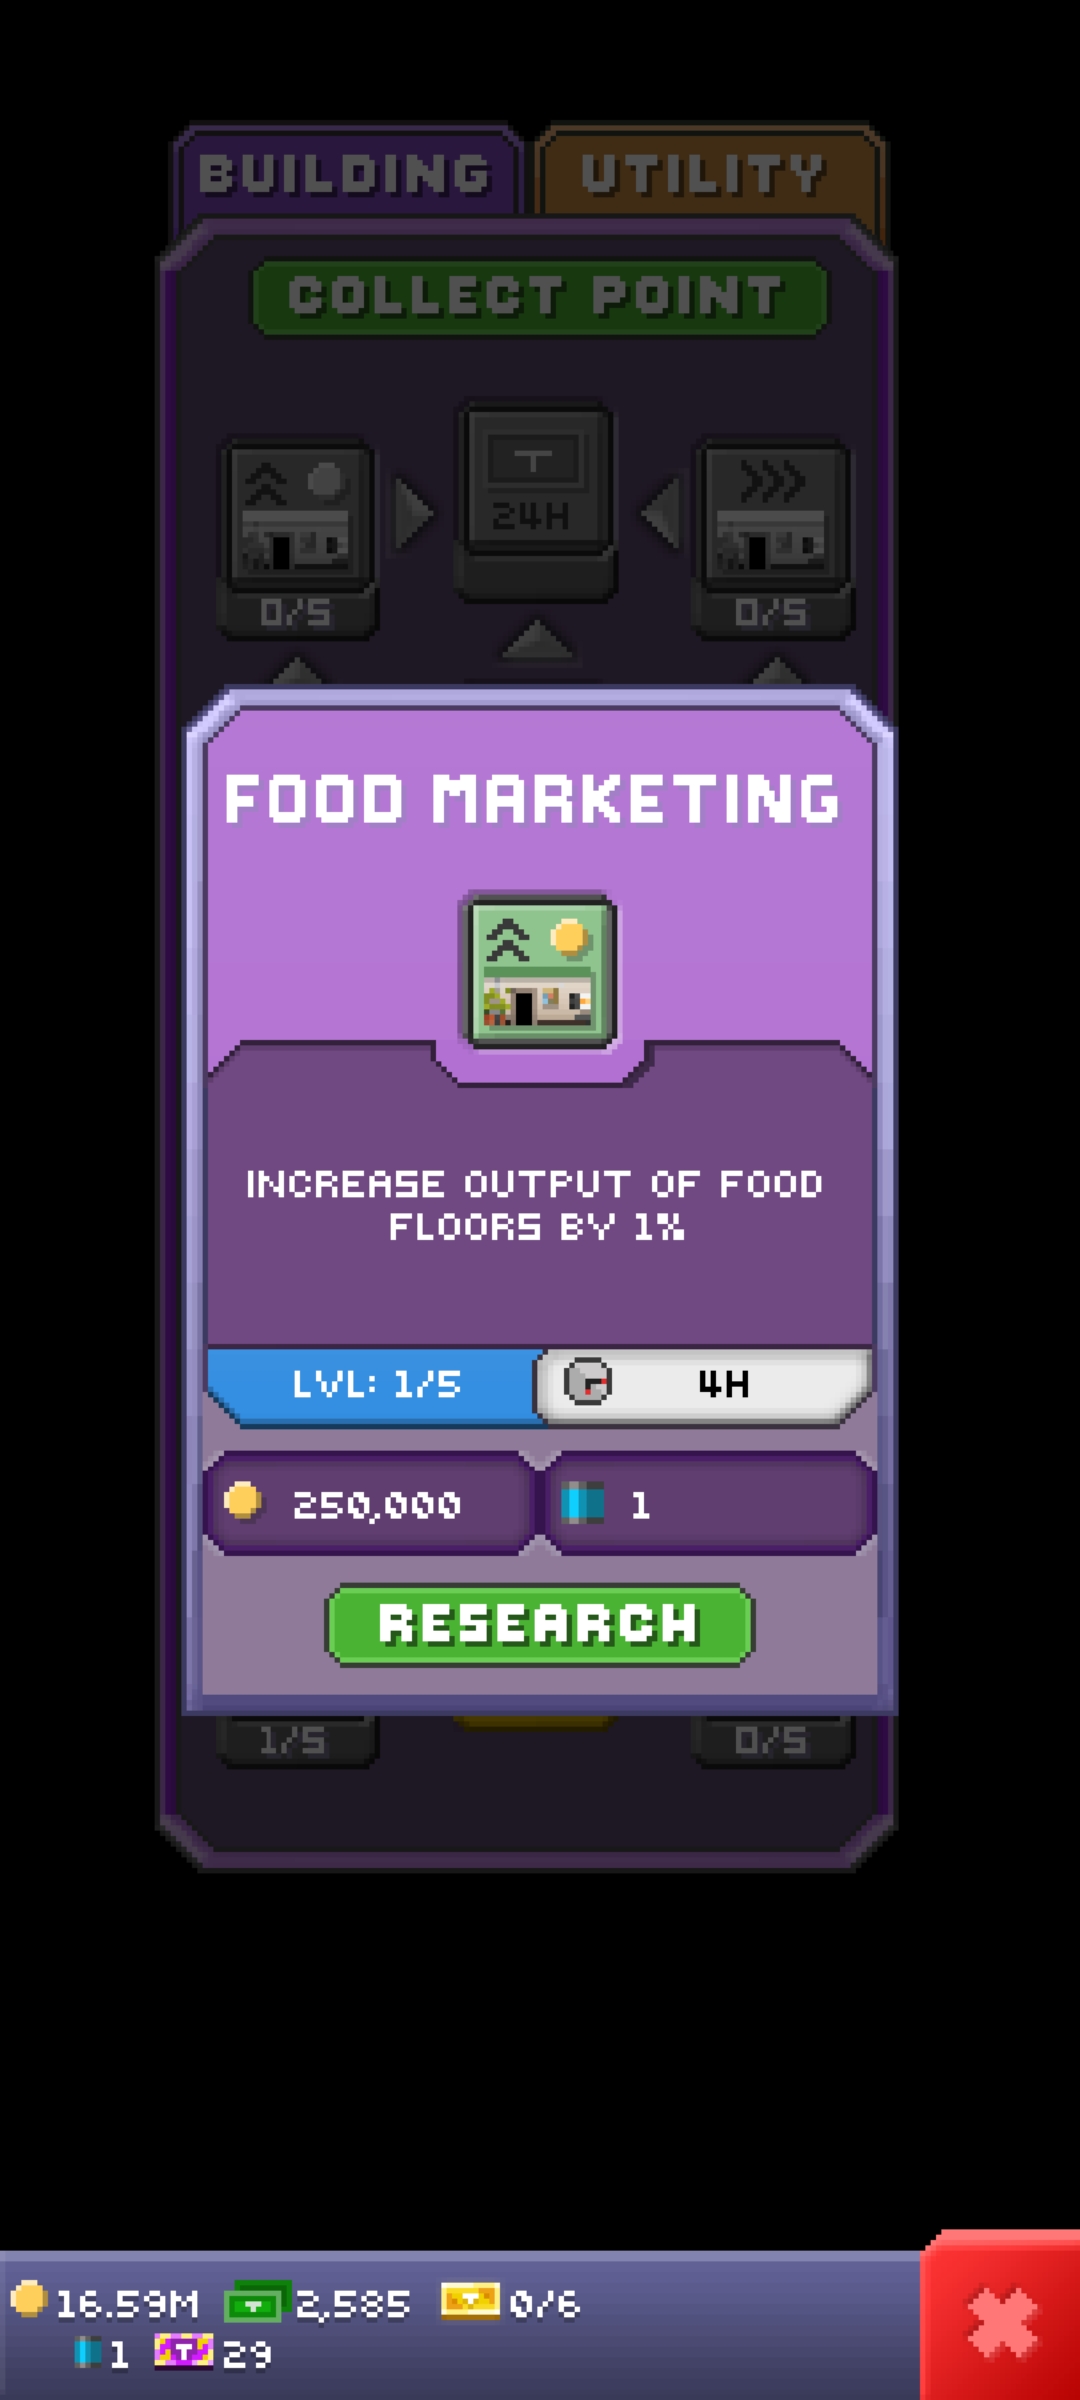 BUILDING UTILITY
COLLECT POINT
24H
0/5 0/5
FOOD MARKETING
INCREASE OUTPUT OF FOOD
FLOORS BY 1%
LVL: 1/5 4H
250,000 1
RESEARCH
1/5 0/5
16.59M 2,585 0/6
1 29